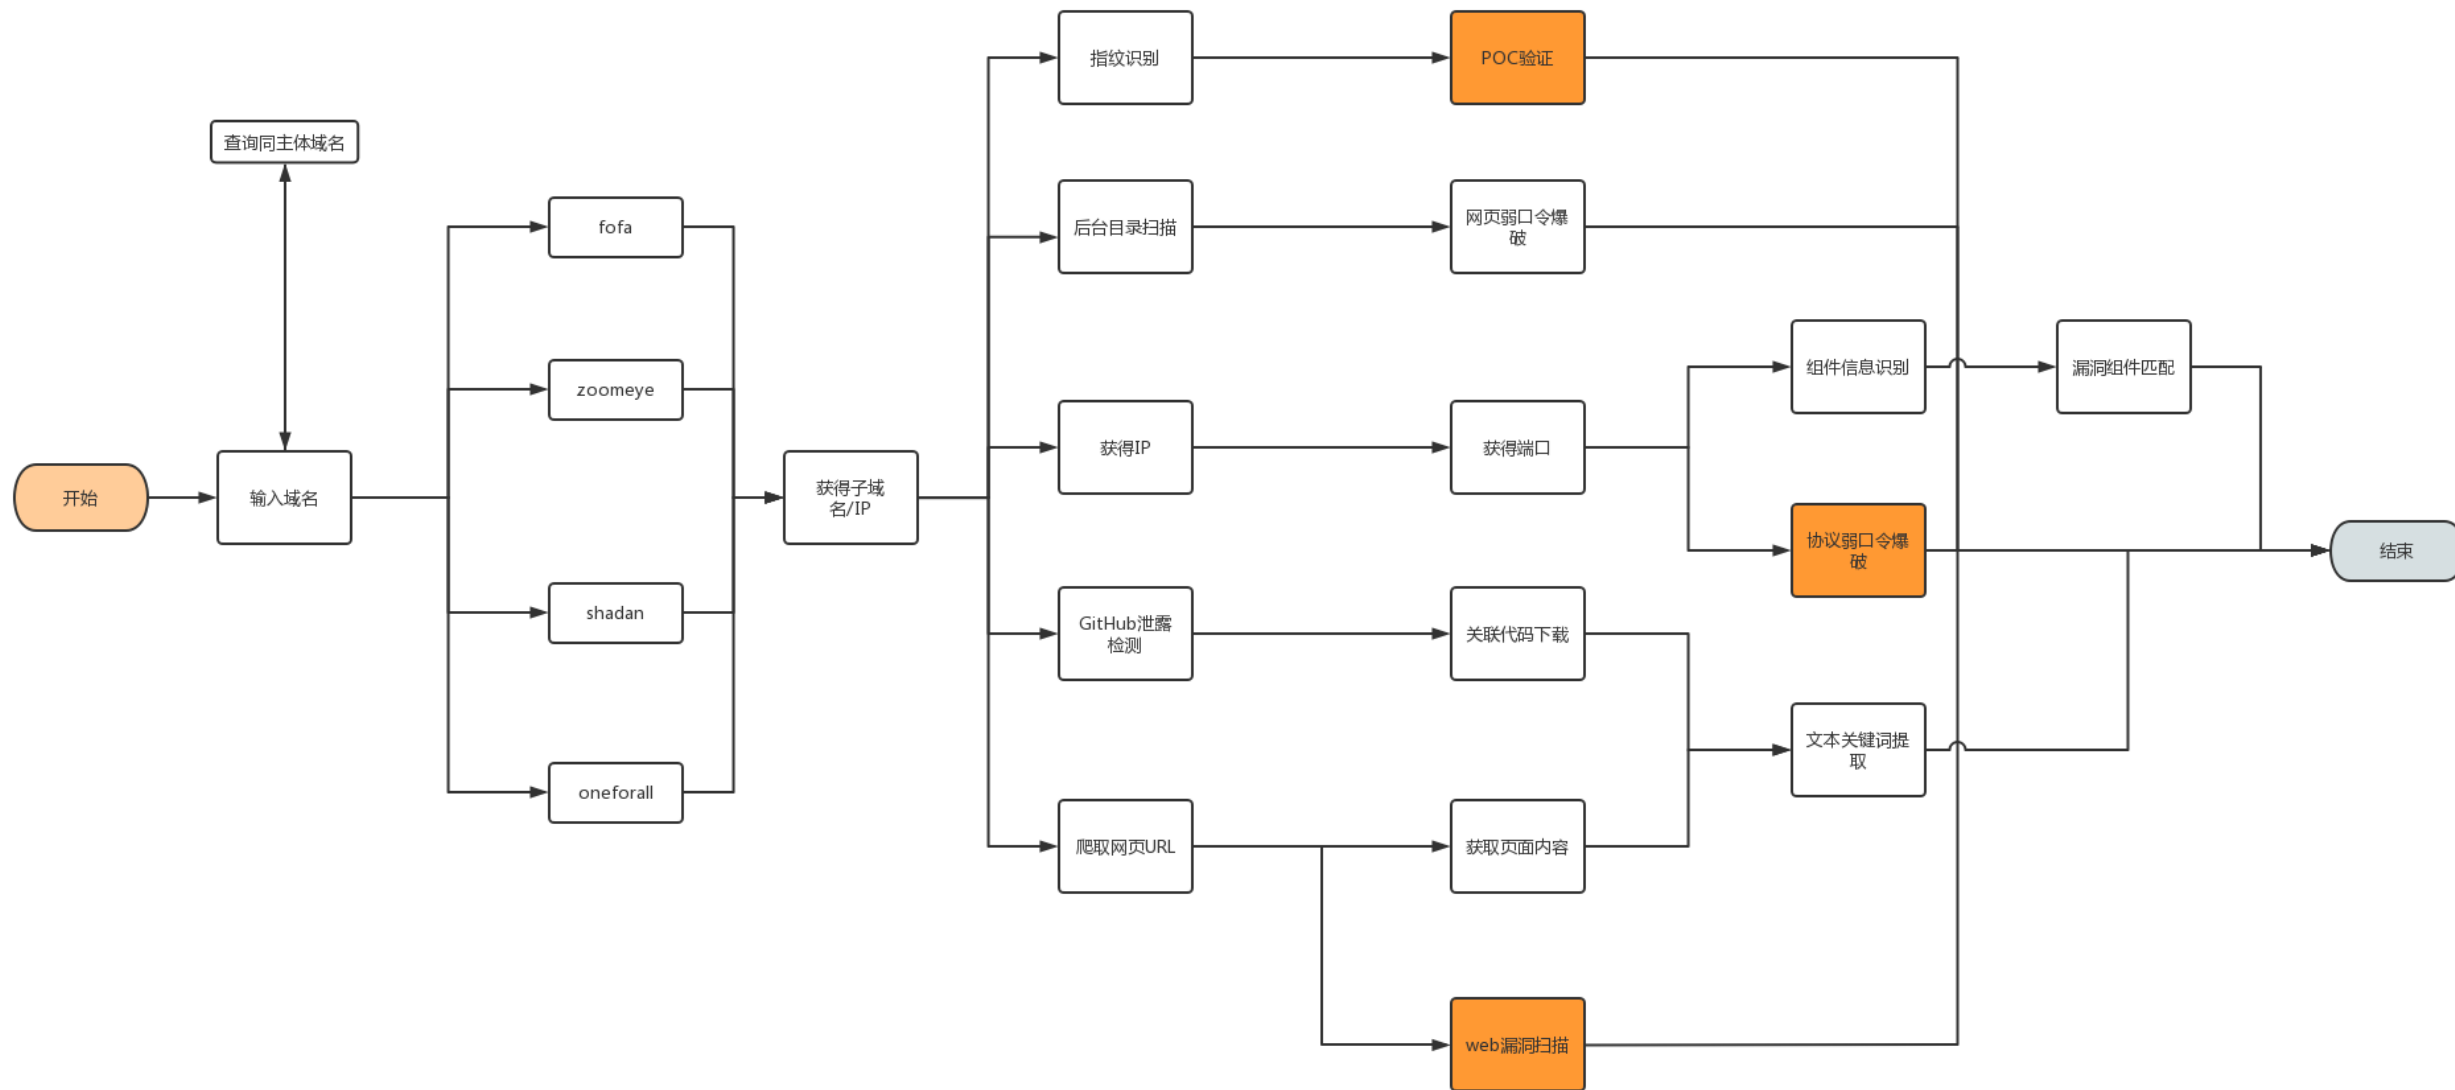 开始
查询同主体域名
输入域名
fofa
zoomeye
shadan
oneforall
获得子域
名/IP
指纹识别
POC验证
后台目录扫描
网页弱口令爆
破
获得IP
获得端口
组件信息识别
漏洞组件匹配
协议弱口令爆
破
GitHub泄露
检测
关联代码下载
文本关键词提
取
爬取网页URL
获取页面内容
web漏洞扫描
结束